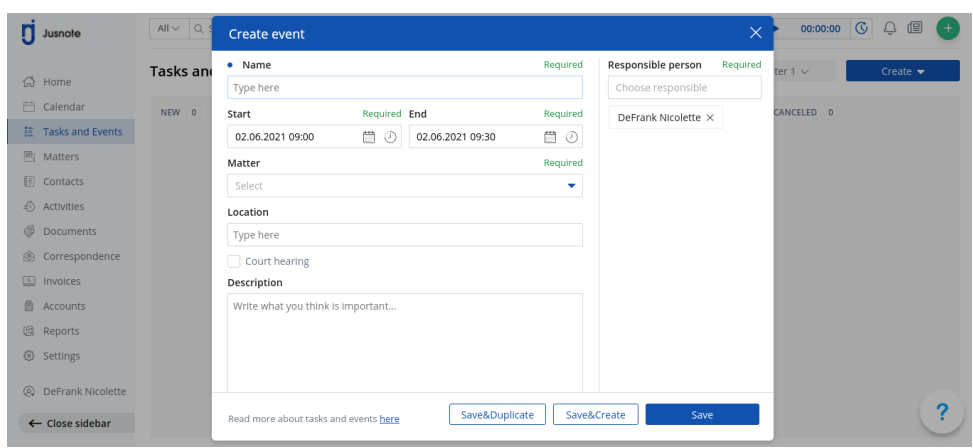 Jusnote
All
00:00:00
Home
Calendar
Tasks and Events
Matters
Contacts
Activities
Documents
Correspondence
Invoices
Accounts
Reports
Settings
DeFrank Nicolette
Close sidebar
Tasks and
NEW 0
Create
CANCELED 0
Create event
Name Required
Type here
Start Required End Required
02.06.2021 09:00 02.06.2021 09:30
Matter Required
Select
Location
Type here
Court hearing
Description
Write what you think is important...
Responsible person Required
Choose responsible
DeFrank Nicolette
Read more about tasks and events here
Save&Duplicate Save&Create Save
?